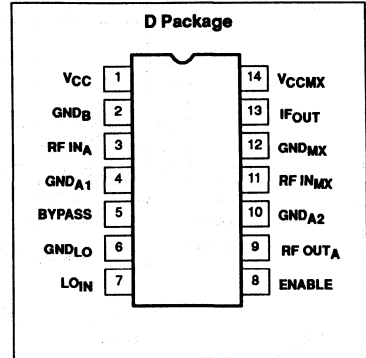 D Package
VCC 1 14 VCCMX
GNDB 2 13 IFOUT
RF INA 3 12 GNDMX
GNDA1 4 11 RF INMX
BYPASS 5 10 GNDA2
GNDLO 6 9 RF OUTA
LOIN 7 8 ENABLE